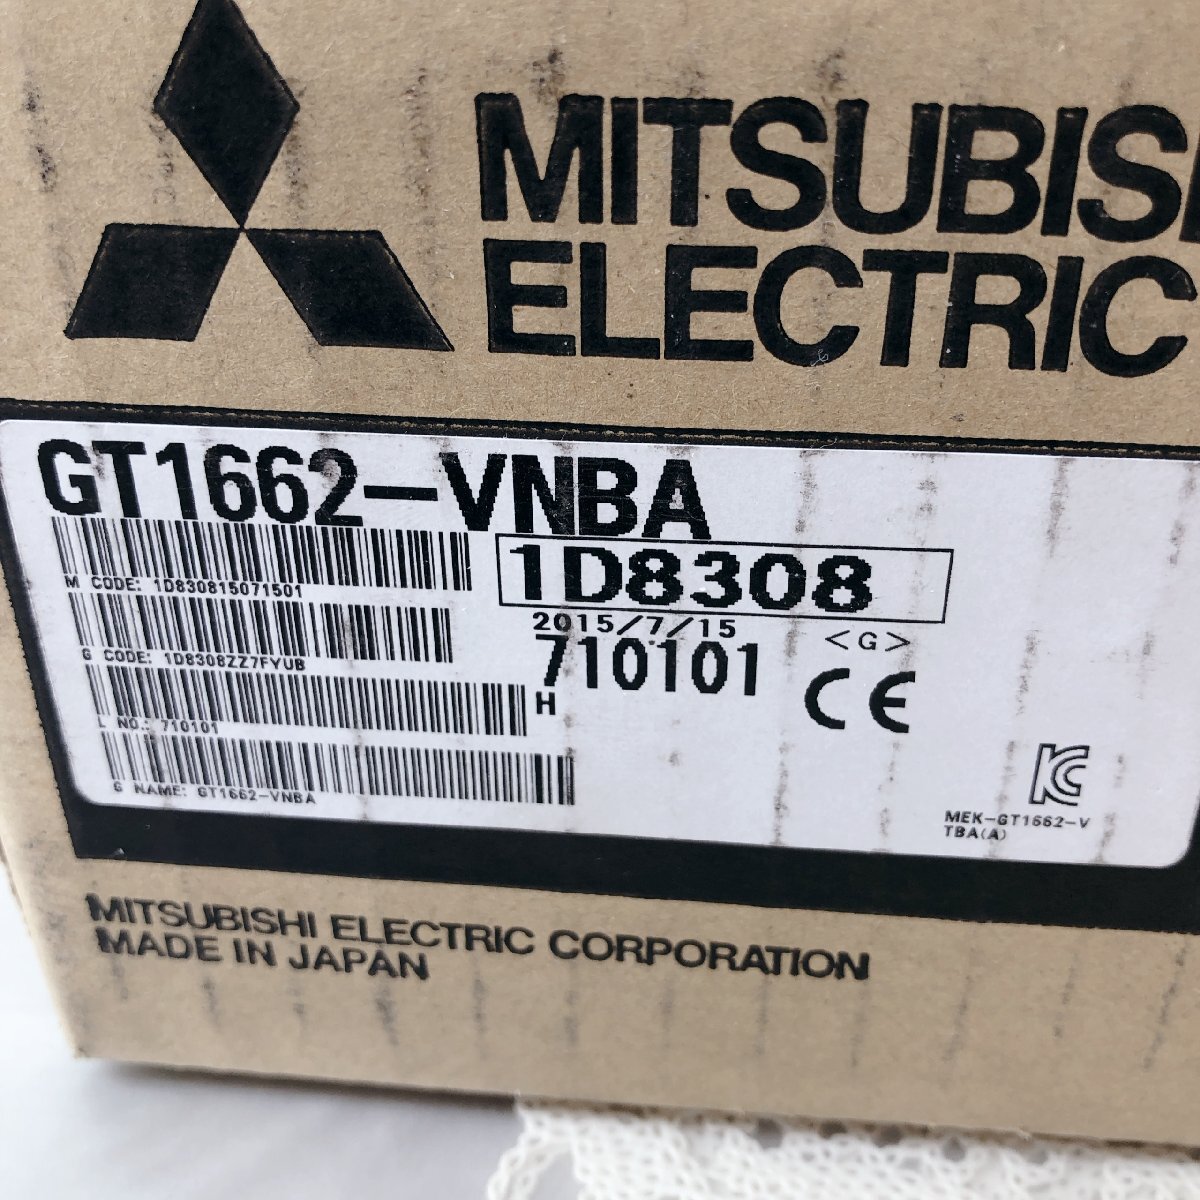 MITSUBISHI
ELECTRIC
GT1662-VNBA
1D8308
M CODE: 1D830815071501
2015/7/15
<G>
710101
G CODE: 1D8308ZZ7FYUB
H
CE
L NO.: 710101
G NAME: GT1662-VNBA
KC
MEK-GT1662-V
TBA(A)
MITSUBISHI ELECTRIC CORPORATION
MADE IN JAPAN